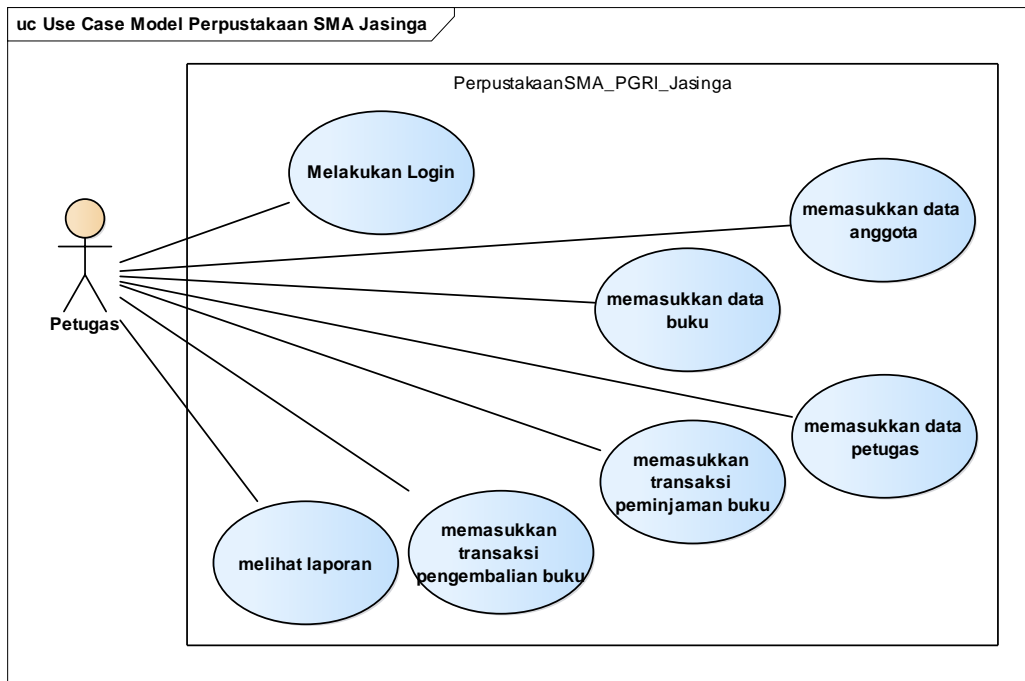 uc Use Case Model Perpustakaan SMA Jasinga
PerpustakaanSMA_PGRI_Jasinga
Melakukan Login
memasukkan data
anggota
memasukkan data
buku
Petugas
memasukkan data
petugas
memasukkan
transaksi
peminjaman buku
memasukkan
transaksi
pengembalian buku
melihat laporan